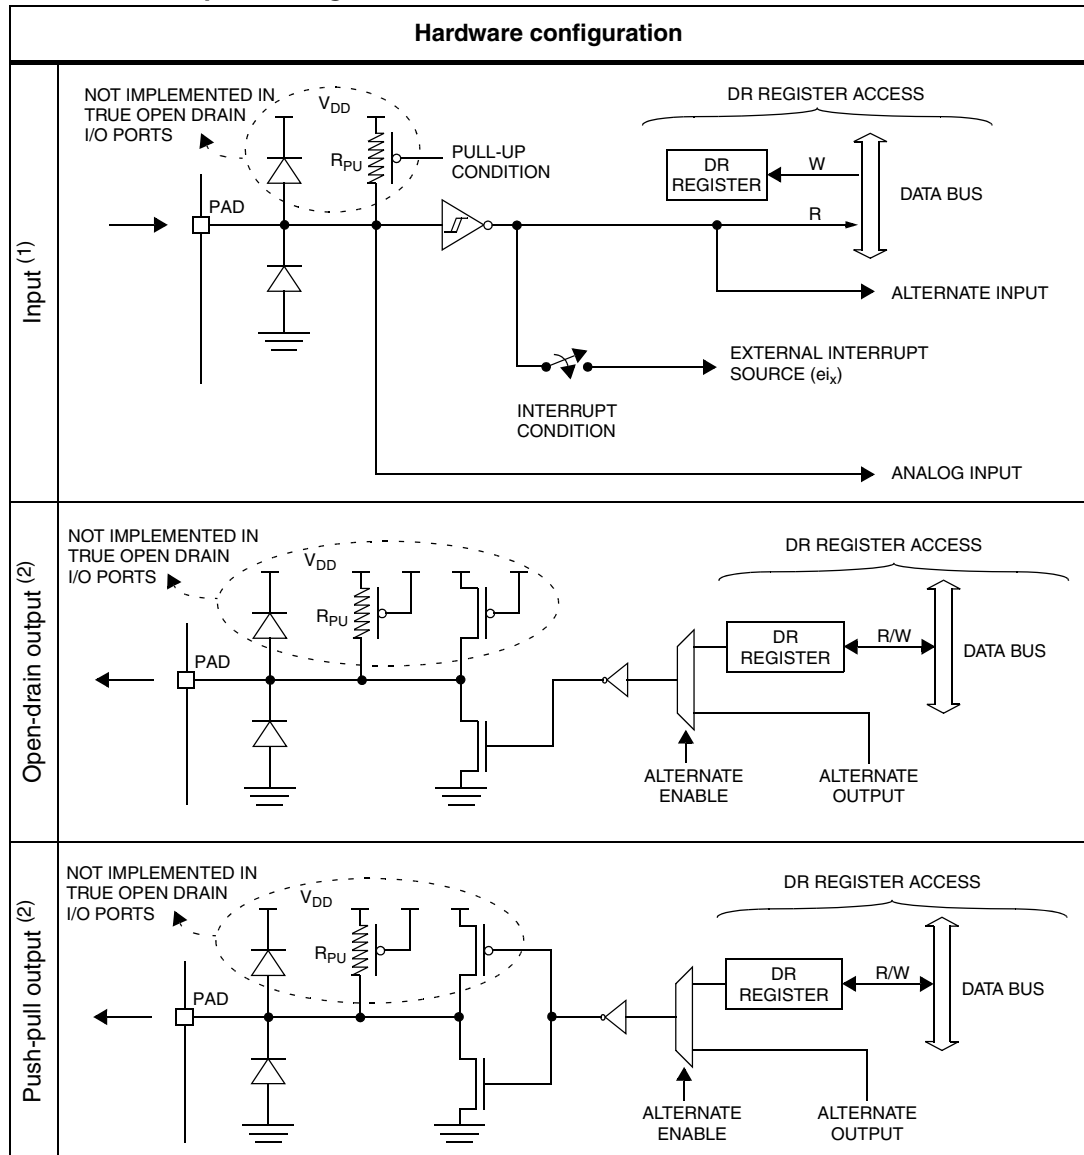 Hardware configuration
Input (1)
NOT IMPLEMENTED IN
TRUE OPEN DRAIN
I/O PORTS
VDD
RPU
PULL-UP
CONDITION
PAD
DR REGISTER ACCESS
DR
REGISTER
W
R
DATA BUS
ALTERNATE INPUT
EXTERNAL INTERRUPT
SOURCE (eix)
INTERRUPT
CONDITION
ANALOG INPUT
Open-drain output (2)
NOT IMPLEMENTED IN
TRUE OPEN DRAIN
I/O PORTS
VDD
RPU
PAD
DR REGISTER ACCESS
DR
REGISTER
R/W
DATA BUS
ALTERNATE
ENABLE
ALTERNATE
OUTPUT
Push-pull output (2)
NOT IMPLEMENTED IN
TRUE OPEN DRAIN
I/O PORTS
VDD
RPU
PAD
DR REGISTER ACCESS
DR
REGISTER
R/W
DATA BUS
ALTERNATE
ENABLE
ALTERNATE
OUTPUT